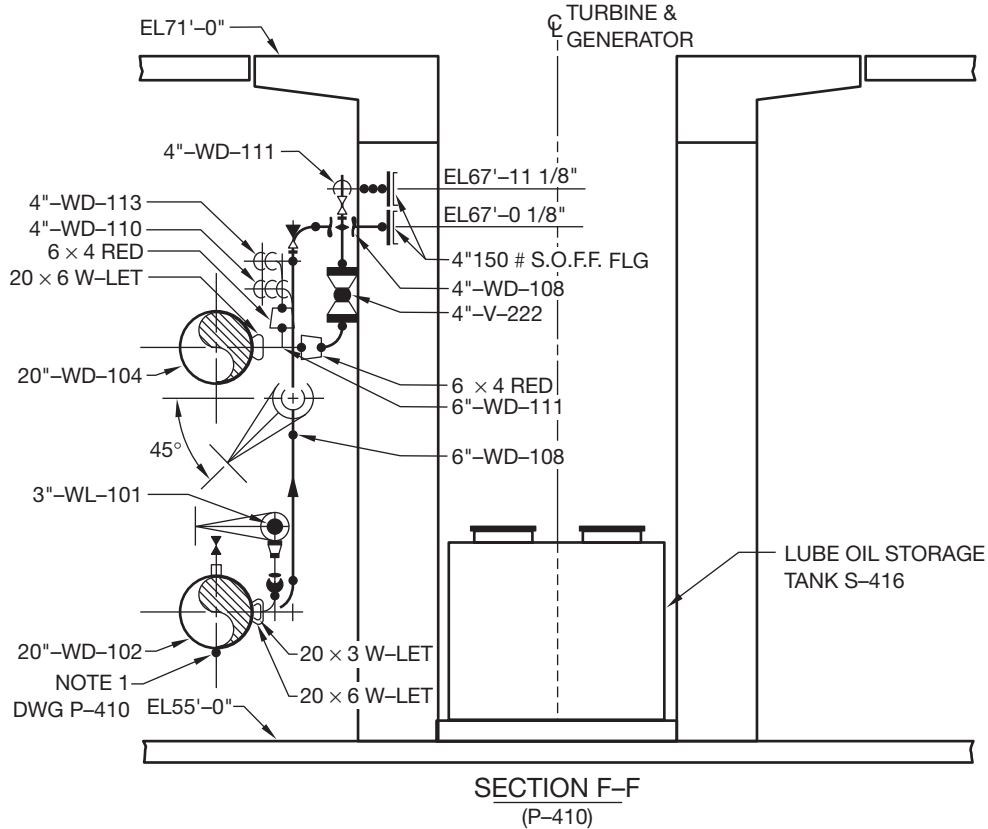 EL71'–0"
℄ TURBINE &
GENERATOR
4"–WD–111
EL67'–11 1/8"
4"–WD–113
4"–WD–110
EL67'–0 1/8"
6 × 4 RED
20 × 6 W–LET
4"150 # S.O.F.F. FLG
4"–WD–108
4"–V–222
20"–WD–104
6 × 4 RED
6"–WD–111
45°
6"–WD–108
3"–WL–101
LUBE OIL STORAGE
TANK S–416
20"–WD–102
20 × 3 W–LET
NOTE 1
DWG P–410
20 × 6 W–LET
EL55'–0"
SECTION F–F
(P–410)